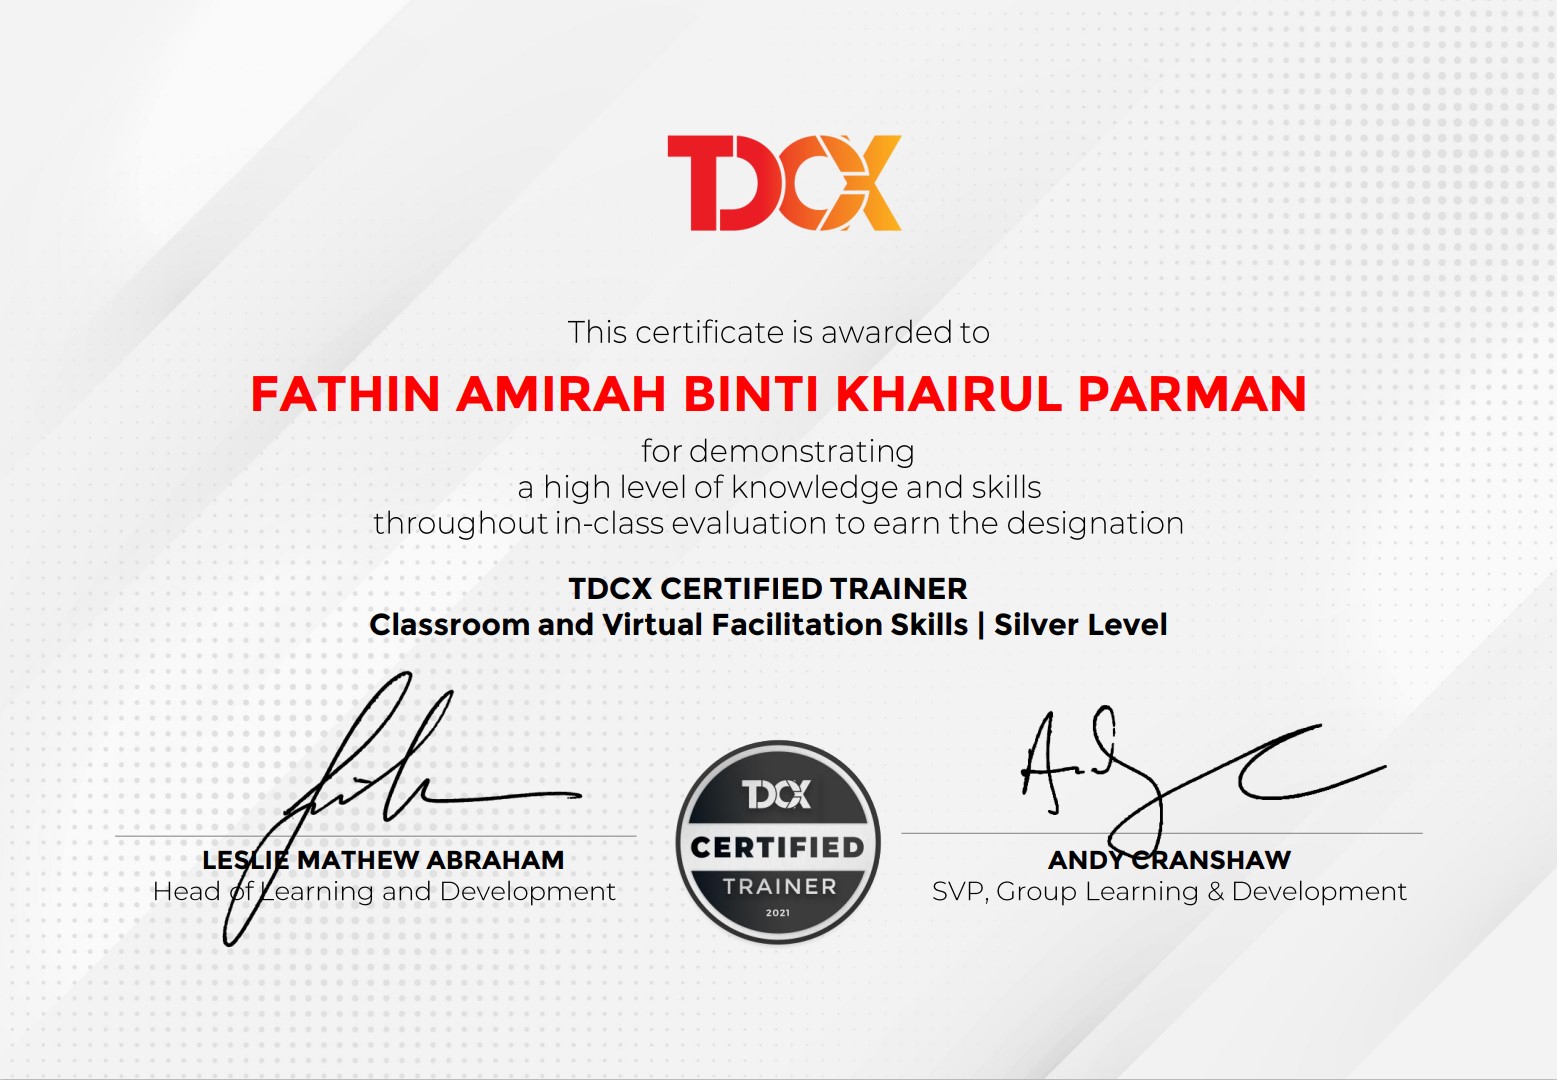 TDCX
This certificate is awarded to
FATHIN AMIRAH BINTI KHAIRUL PARMAN
for demonstrating
a high level of knowledge and skills
throughout in-class evaluation to earn the designation
TDCX CERTIFIED TRAINER
Classroom and Virtual Facilitation Skills | Silver Level
LESLIE MATHEW ABRAHAM
Head of Learning and Development
TDCX
CERTIFIED
TRAINER
2021
Andy
ANDY CRANSHAW
SVP, Group Learning & Development